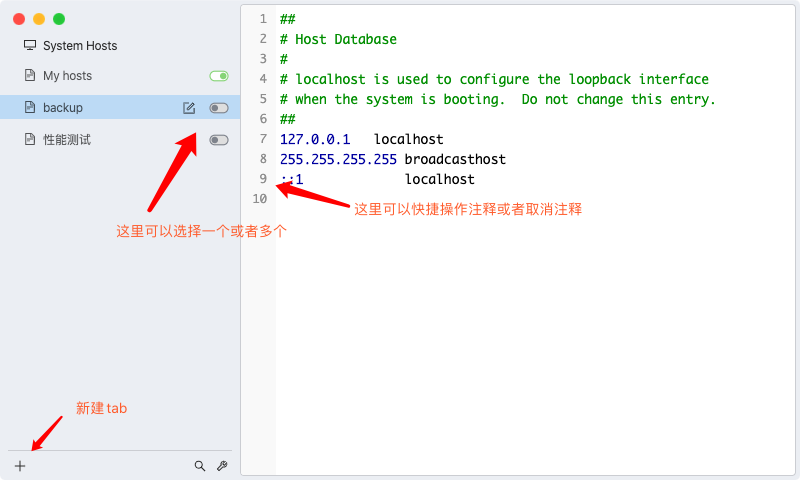 System Hosts
My hosts
backup
性能测试
这里可以选择一个或者多个
新建tab
1 ##
2 # Host Database
3 #
4 # localhost is used to configure the loopback interface
5 # when the system is booting.  Do not change this entry.
6 ##
7 127.0.0.1   localhost
8 255.255.255.255 broadcasthost
9 ::1             localhost
10
这里可以快捷操作注释或者取消注释